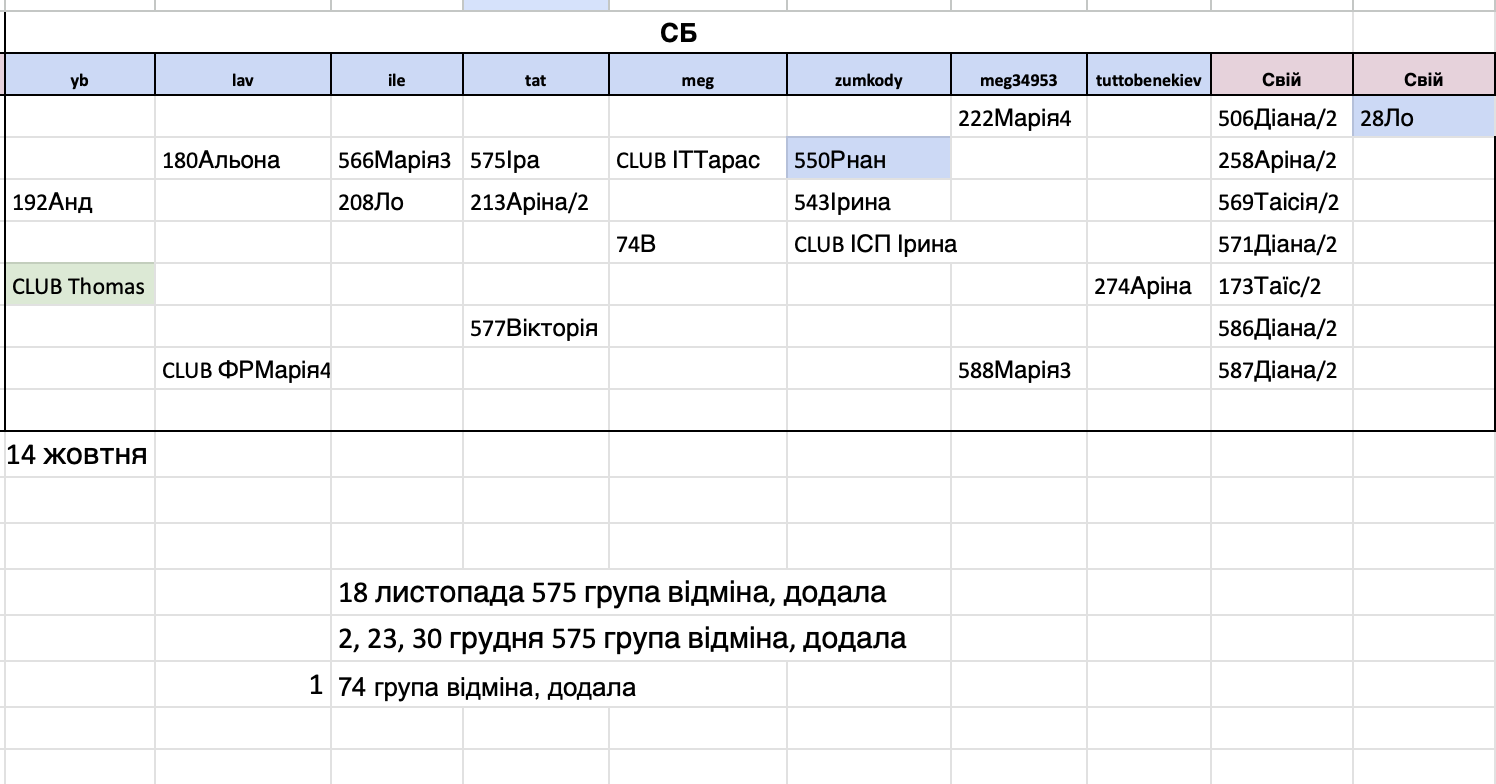 СБ
yb lav ile tat meg zumkody meg34953 tuttobenekiev Свій Свій
222Марія4 506Діана/2 28Ло
180Альона 566Марія3 575Іра CLUB ІТТарас 550Рнан 258Аріна/2
192Анд 208Ло 213Аріна/2 543Ірина 569Таісія/2
74В CLUB ІСП Ірина 571Діана/2
CLUB Thomas 274Аріна 173Таїс/2
577Вікторія 586Діана/2
CLUB ФРМарія4 588Марія3 587Діана/2
14 жовтня
18 листопада 575 група відміна, додала
2, 23, 30 грудня 575 група відміна, додала
1 74 група відміна, додала